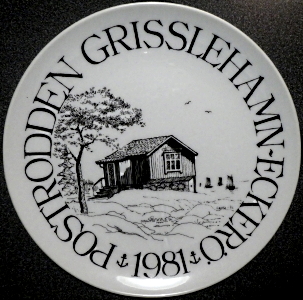 POSTRODDEN GRISSLEHAMN-ECKERÖ
1981